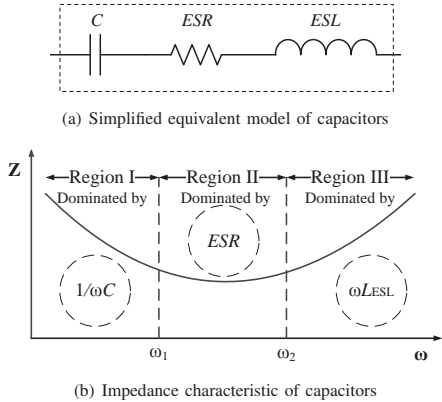 C ESR ESL
(a) Simplified equivalent model of capacitors
Z
Region I Region II Region III
Dominated by Dominated by Dominated by
ESR
1/ωC ωLESL
ω1 ω2 ω
(b) Impedance characteristic of capacitors